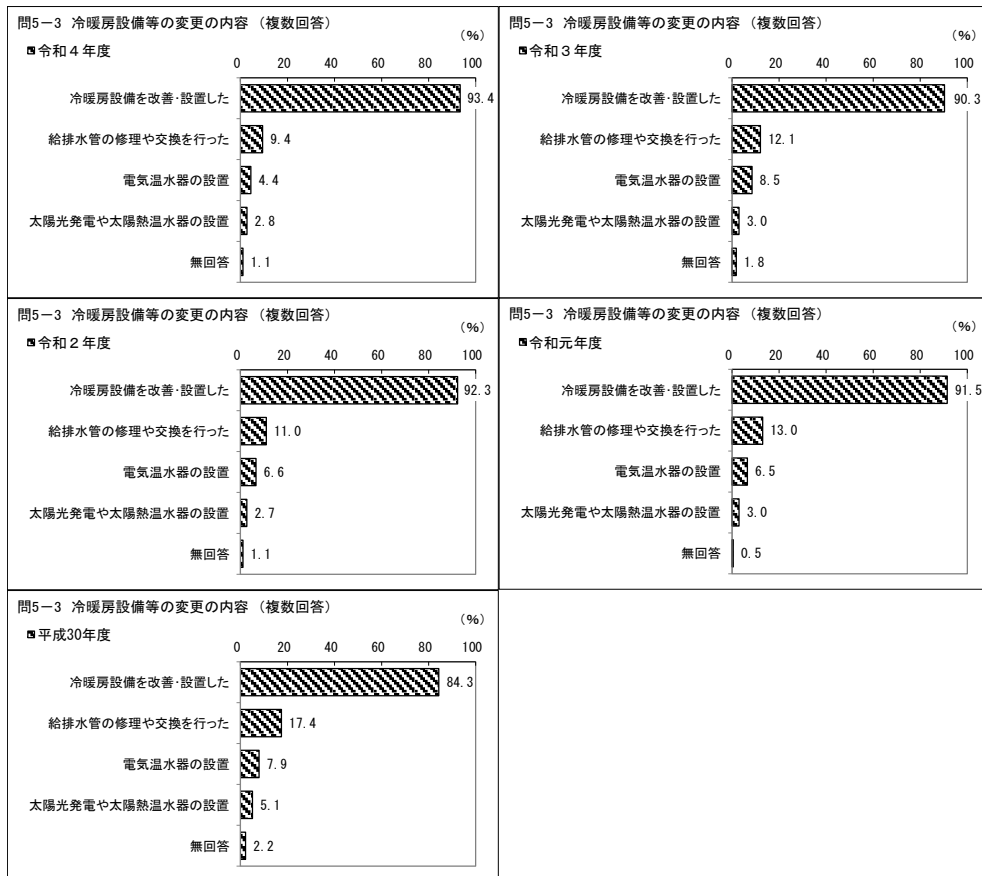 問5－3 冷暖房設備等の変更の内容 （複数回答）
（%）
令和４年度
0 20 40 60 80 100
冷暖房設備を改善･設置した 93.4
給排水管の修理や交換を行った 9.4
電気温水器の設置 4.4
太陽光発電や太陽熱温水器の設置 2.8
無回答 1.1
問5－3 冷暖房設備等の変更の内容 （複数回答）
（%）
令和３年度
0 20 40 60 80 100
冷暖房設備を改善･設置した 90.3
給排水管の修理や交換を行った 12.1
電気温水器の設置 8.5
太陽光発電や太陽熱温水器の設置 3.0
無回答 1.8
問5－3 冷暖房設備等の変更の内容 （複数回答）
（%）
令和２年度
0 20 40 60 80 100
冷暖房設備を改善･設置した 92.3
給排水管の修理や交換を行った 11.0
電気温水器の設置 6.6
太陽光発電や太陽熱温水器の設置 2.7
無回答 1.1
問5－3 冷暖房設備等の変更の内容 （複数回答）
（%）
令和元年度
0 20 40 60 80 100
冷暖房設備を改善･設置した 91.5
給排水管の修理や交換を行った 13.0
電気温水器の設置 6.5
太陽光発電や太陽熱温水器の設置 3.0
無回答 0.5
問5－3 冷暖房設備等の変更の内容 （複数回答）
（%）
平成30年度
0 20 40 60 80 100
冷暖房設備を改善･設置した 84.3
給排水管の修理や交換を行った 17.4
電気温水器の設置 7.9
太陽光発電や太陽熱温水器の設置 5.1
無回答 2.2